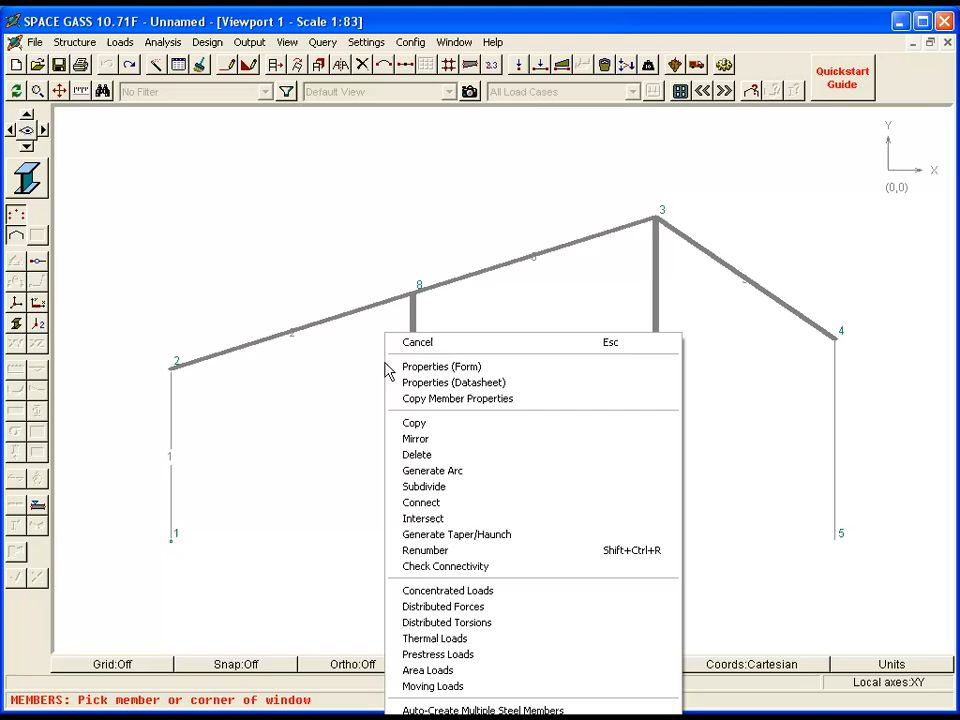 SPACE GASS 10.71F - Unnamed - [Viewport 1 - Scale 1:83]
File Structure Loads Analysis Design Output View Query Settings Config Window Help
2.3
Quickstart
Guide
No Filter
Default View
All Load Cases
Y
X
(0,0)
3
8
6
2
2
4
1
1
5
Cancel Esc
Properties (Form)
Properties (Datasheet)
Copy Member Properties
Copy
Mirror
Delete
Generate Arc
Subdivide
Connect
Intersect
Generate Taper/Haunch
Renumber Shift+Ctrl+R
Check Connectivity
Concentrated Loads
Distributed Forces
Distributed Torsions
Thermal Loads
Prestress Loads
Area Loads
Moving Loads
Auto-Create Multiple Steel Members
Grid:Off Snap:Off Ortho:Off Coords:Cartesian Units
Local axes:XY
MEMBERS: Pick member or corner of window